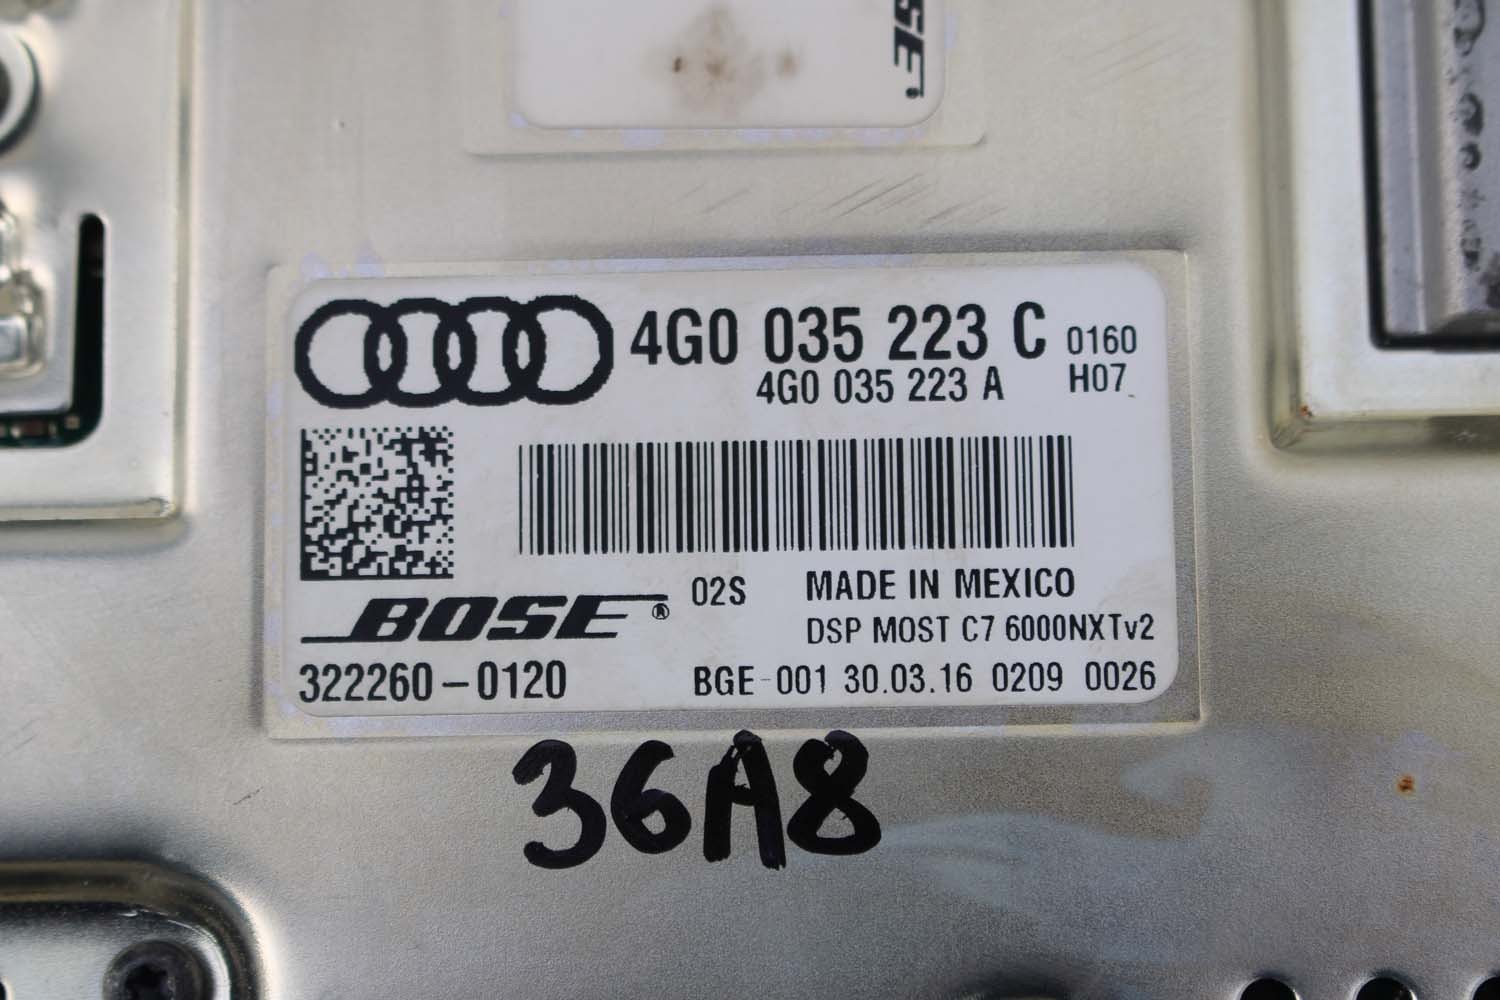 4G0 035 223 C 0160
4G0 035 223 A H07
02S MADE IN MEXICO
BOSE® DSP MOST C7 6000NXTv2
322260-0120 BGE-001 30.03.16 0209 0026
36A8